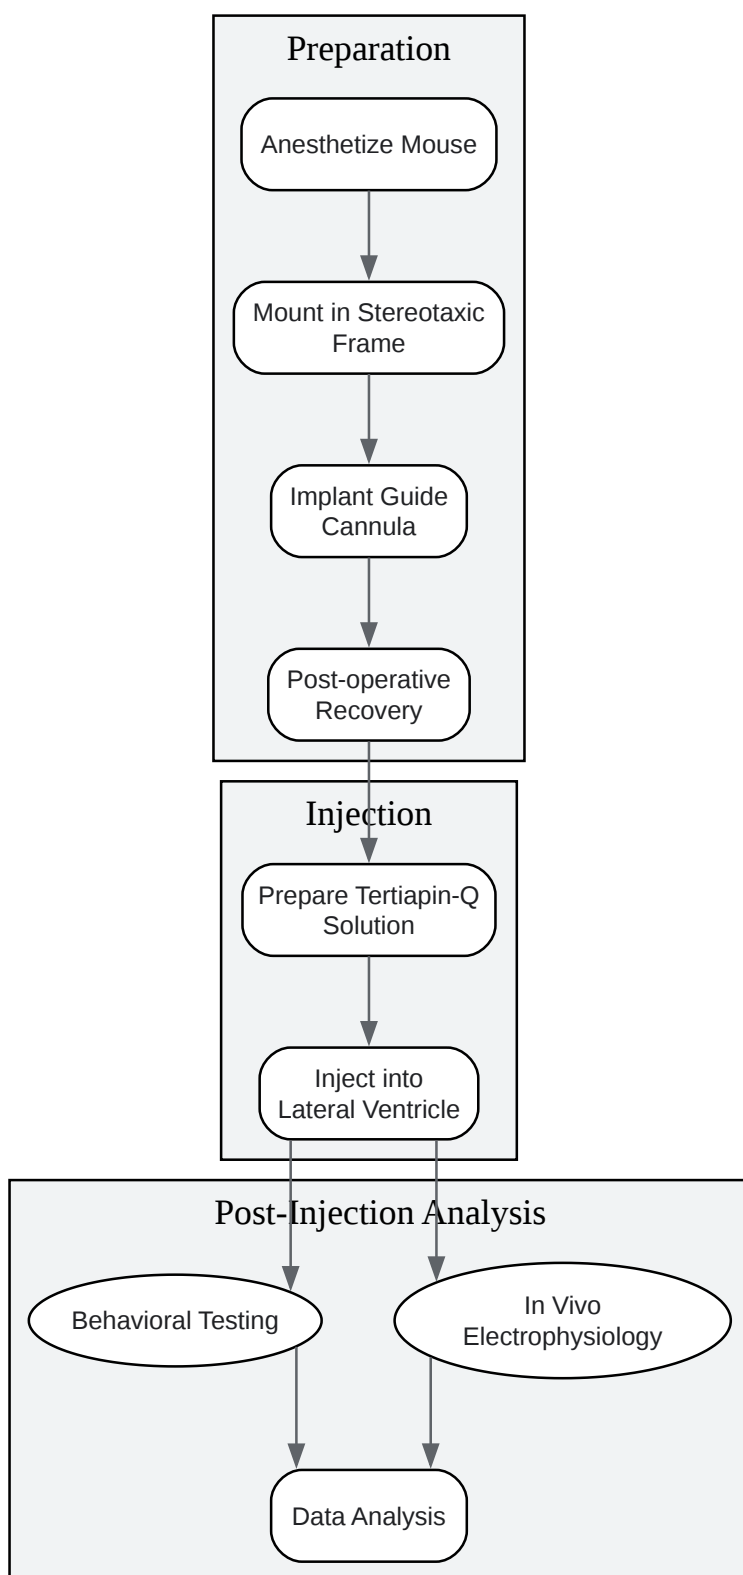 Preparation
Anesthetize Mouse
Mount in Stereotaxic
Frame
Implant Guide
Cannula
Post-operative
Recovery
Injection
Prepare Tertiapin-Q
Solution
Inject into
Lateral Ventricle
Post-Injection Analysis
Behavioral Testing
In Vivo
Electrophysiology
Data Analysis